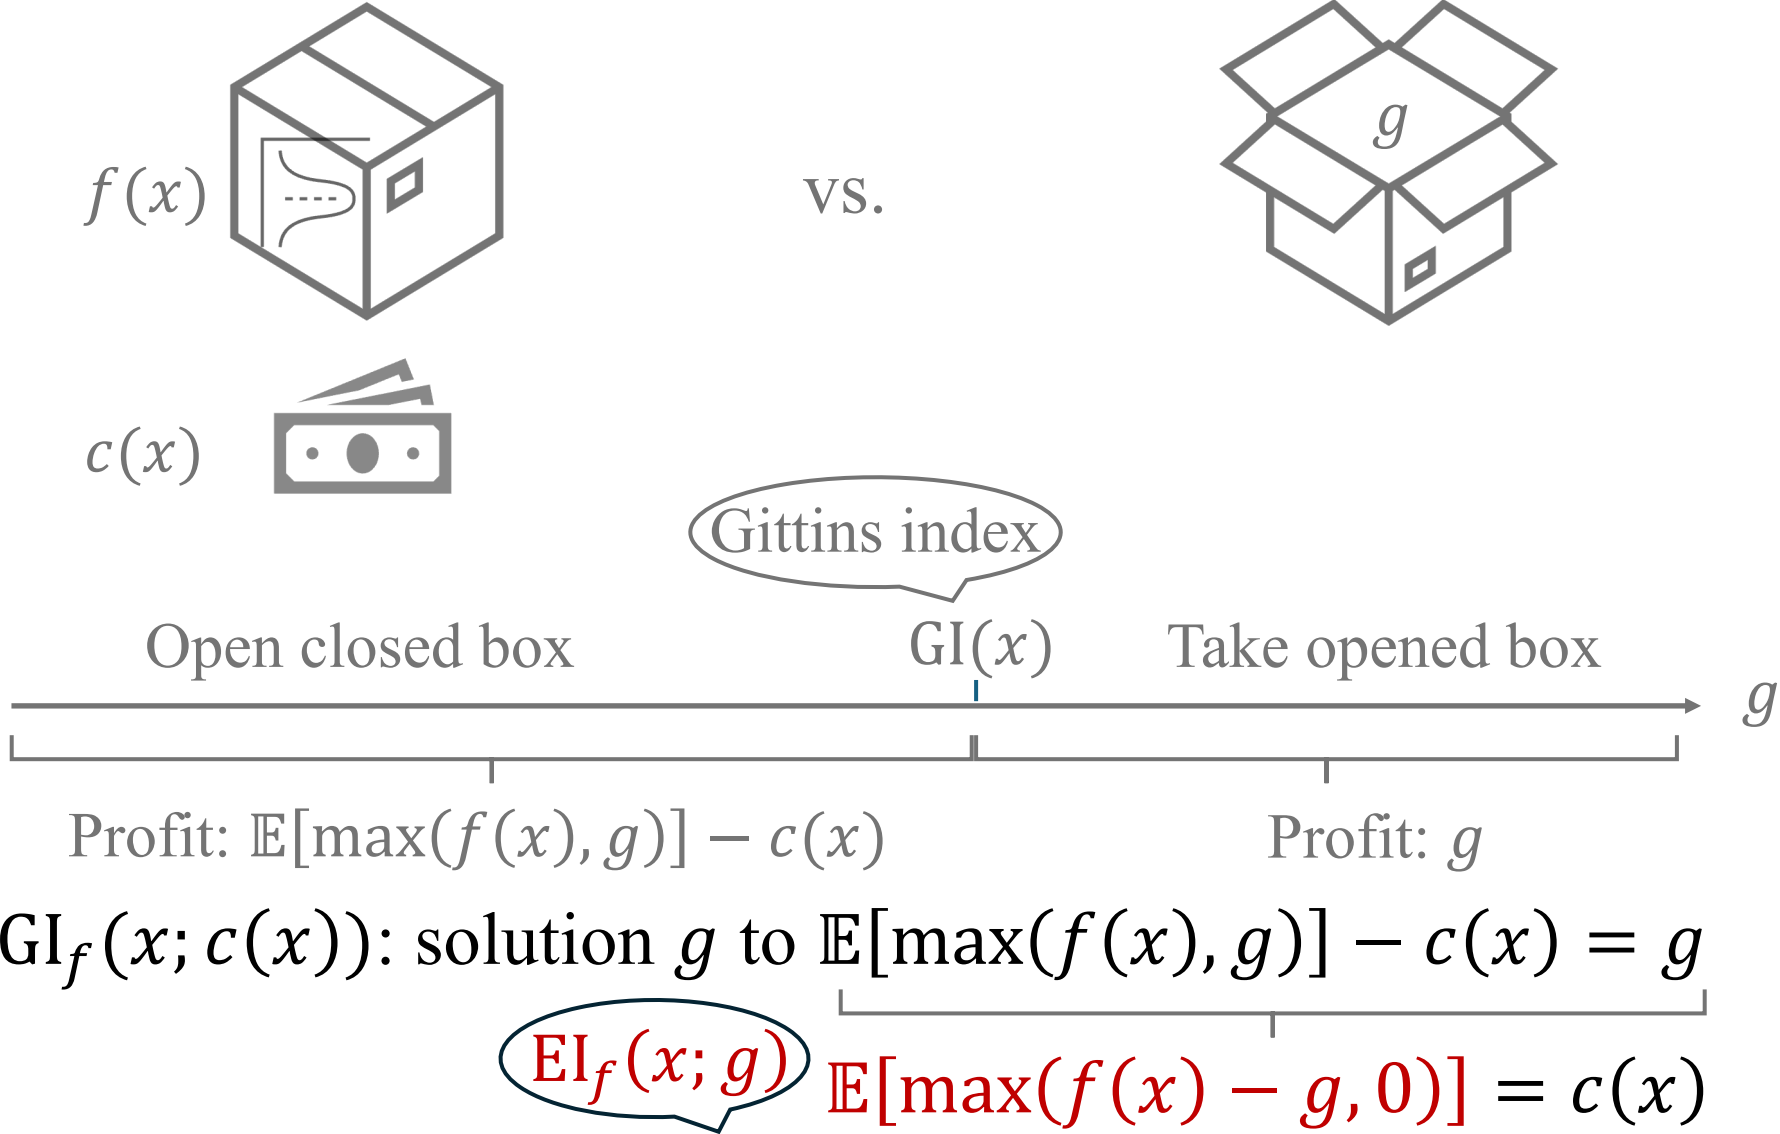 g
f(x)
vs.
c(x)
Gittins index
Open closed box
GI(x)
Take opened box
g
Profit: 𝔼[max(f(x), g)] − c(x)
Profit: g
GI_f(x; c(x)): solution g to 𝔼[max(f(x), g)] − c(x) = g
EI_f(x; g)
𝔼[max(f(x) − g, 0)] = c(x)